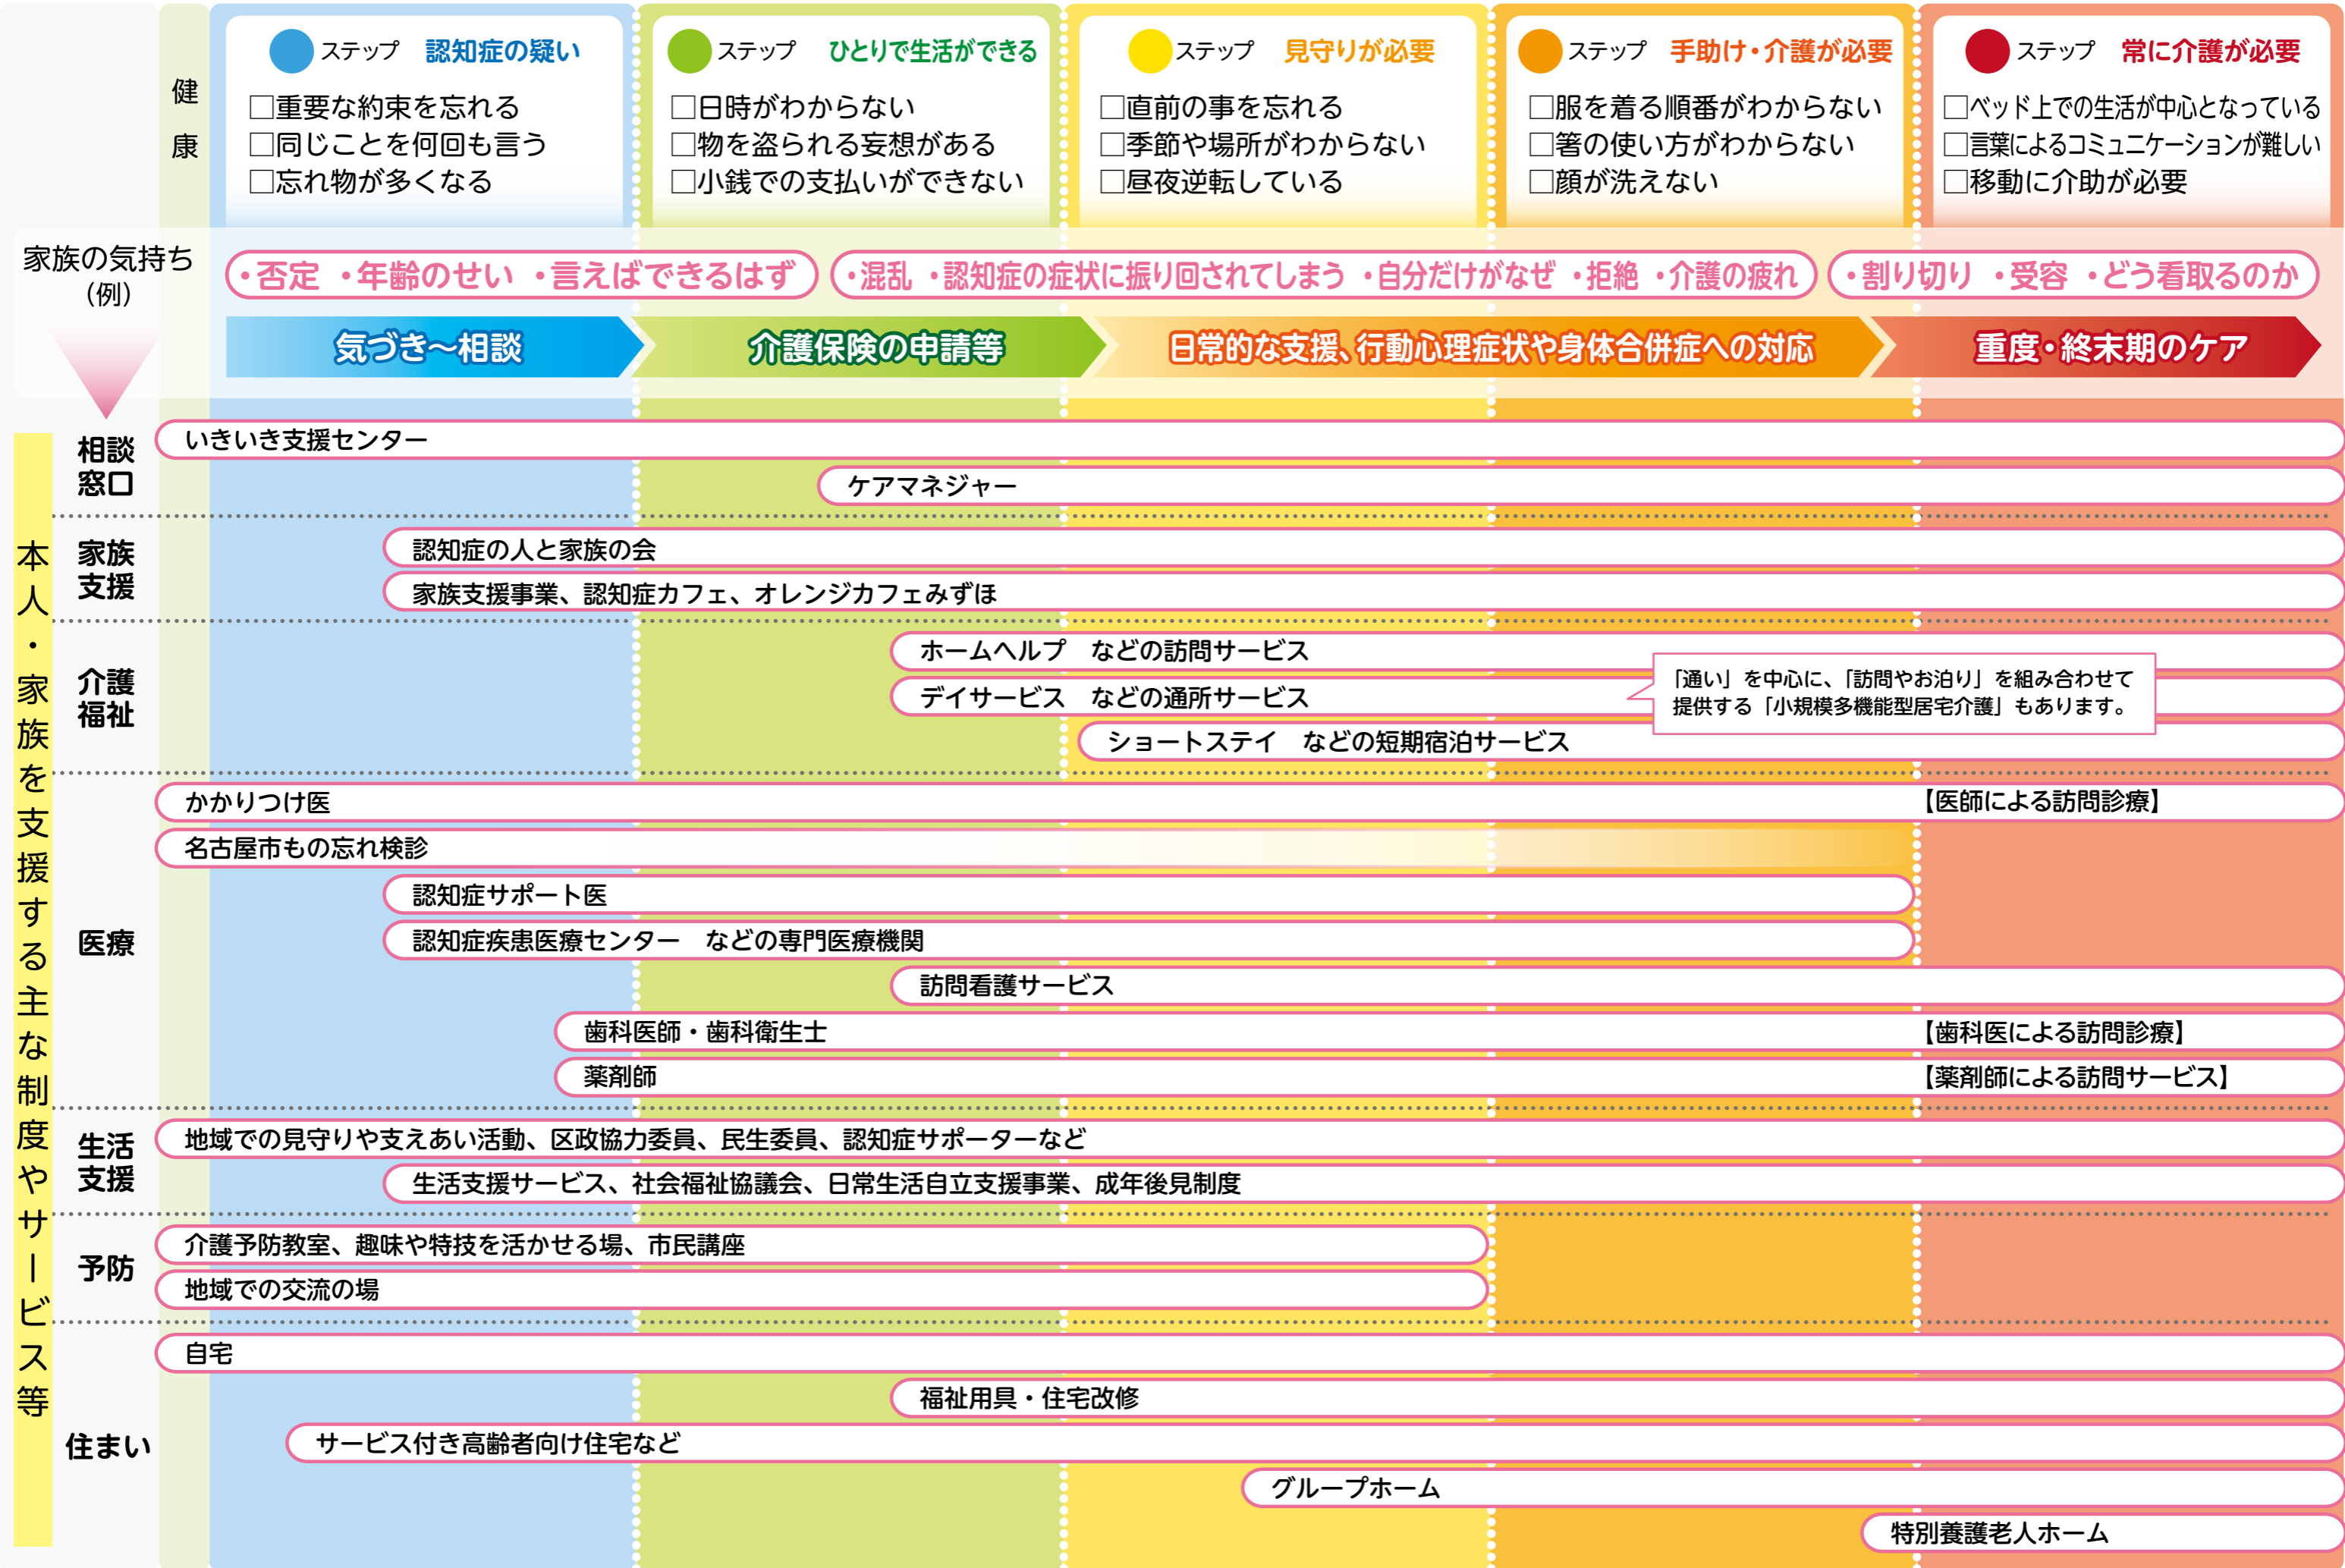 健康
ステップ 認知症の疑い
□重要な約束を忘れる
□同じことを何回も言う
□忘れ物が多くなる
ステップ ひとりで生活ができる
□日時がわからない
□物を盗られる妄想がある
□小銭での支払いができない
ステップ 見守りが必要
□直前の事を忘れる
□季節や場所がわからない
□昼夜逆転している
ステップ 手助け・介護が必要
□服を着る順番がわからない
□箸の使い方がわからない
□顔が洗えない
ステップ 常に介護が必要
□ベッド上での生活が中心となっている
□言葉によるコミュニケーションが難しい
□移動に介助が必要
家族の気持ち
（例）
・否定 ・年齢のせい ・言えばできるはず
・混乱 ・認知症の症状に振り回されてしまう ・自分だけがなぜ ・拒絶 ・介護の疲れ
・割り切り ・受容 ・どう看取るのか
気づき～相談
介護保険の申請等
日常的な支援、行動心理症状や身体合併症への対応
重度・終末期のケア
本人・家族を支援する主な制度やサービス等
相談
窓口
いきいき支援センター
ケアマネジャー
家族
支援
認知症の人と家族の会
家族支援事業、認知症カフェ、オレンジカフェみずほ
介護
福祉
ホームヘルプ などの訪問サービス
デイサービス などの通所サービス
ショートステイ などの短期宿泊サービス
「通い」を中心に、「訪問やお泊り」を組み合わせて
提供する「小規模多機能型居宅介護」もあります。
医療
かかりつけ医 【医師による訪問診療】
名古屋市もの忘れ検診
認知症サポート医
認知症疾患医療センター などの専門医療機関
訪問看護サービス
歯科医師・歯科衛生士 【歯科医による訪問診療】
薬剤師 【薬剤師による訪問サービス】
生活
支援
地域での見守りや支えあい活動、区政協力委員、民生委員、認知症サポーターなど
生活支援サービス、社会福祉協議会、日常生活自立支援事業、成年後見制度
予防
介護予防教室、趣味や特技を活かせる場、市民講座
地域での交流の場
住まい
自宅
福祉用具・住宅改修
サービス付き高齢者向け住宅など
グループホーム
特別養護老人ホーム